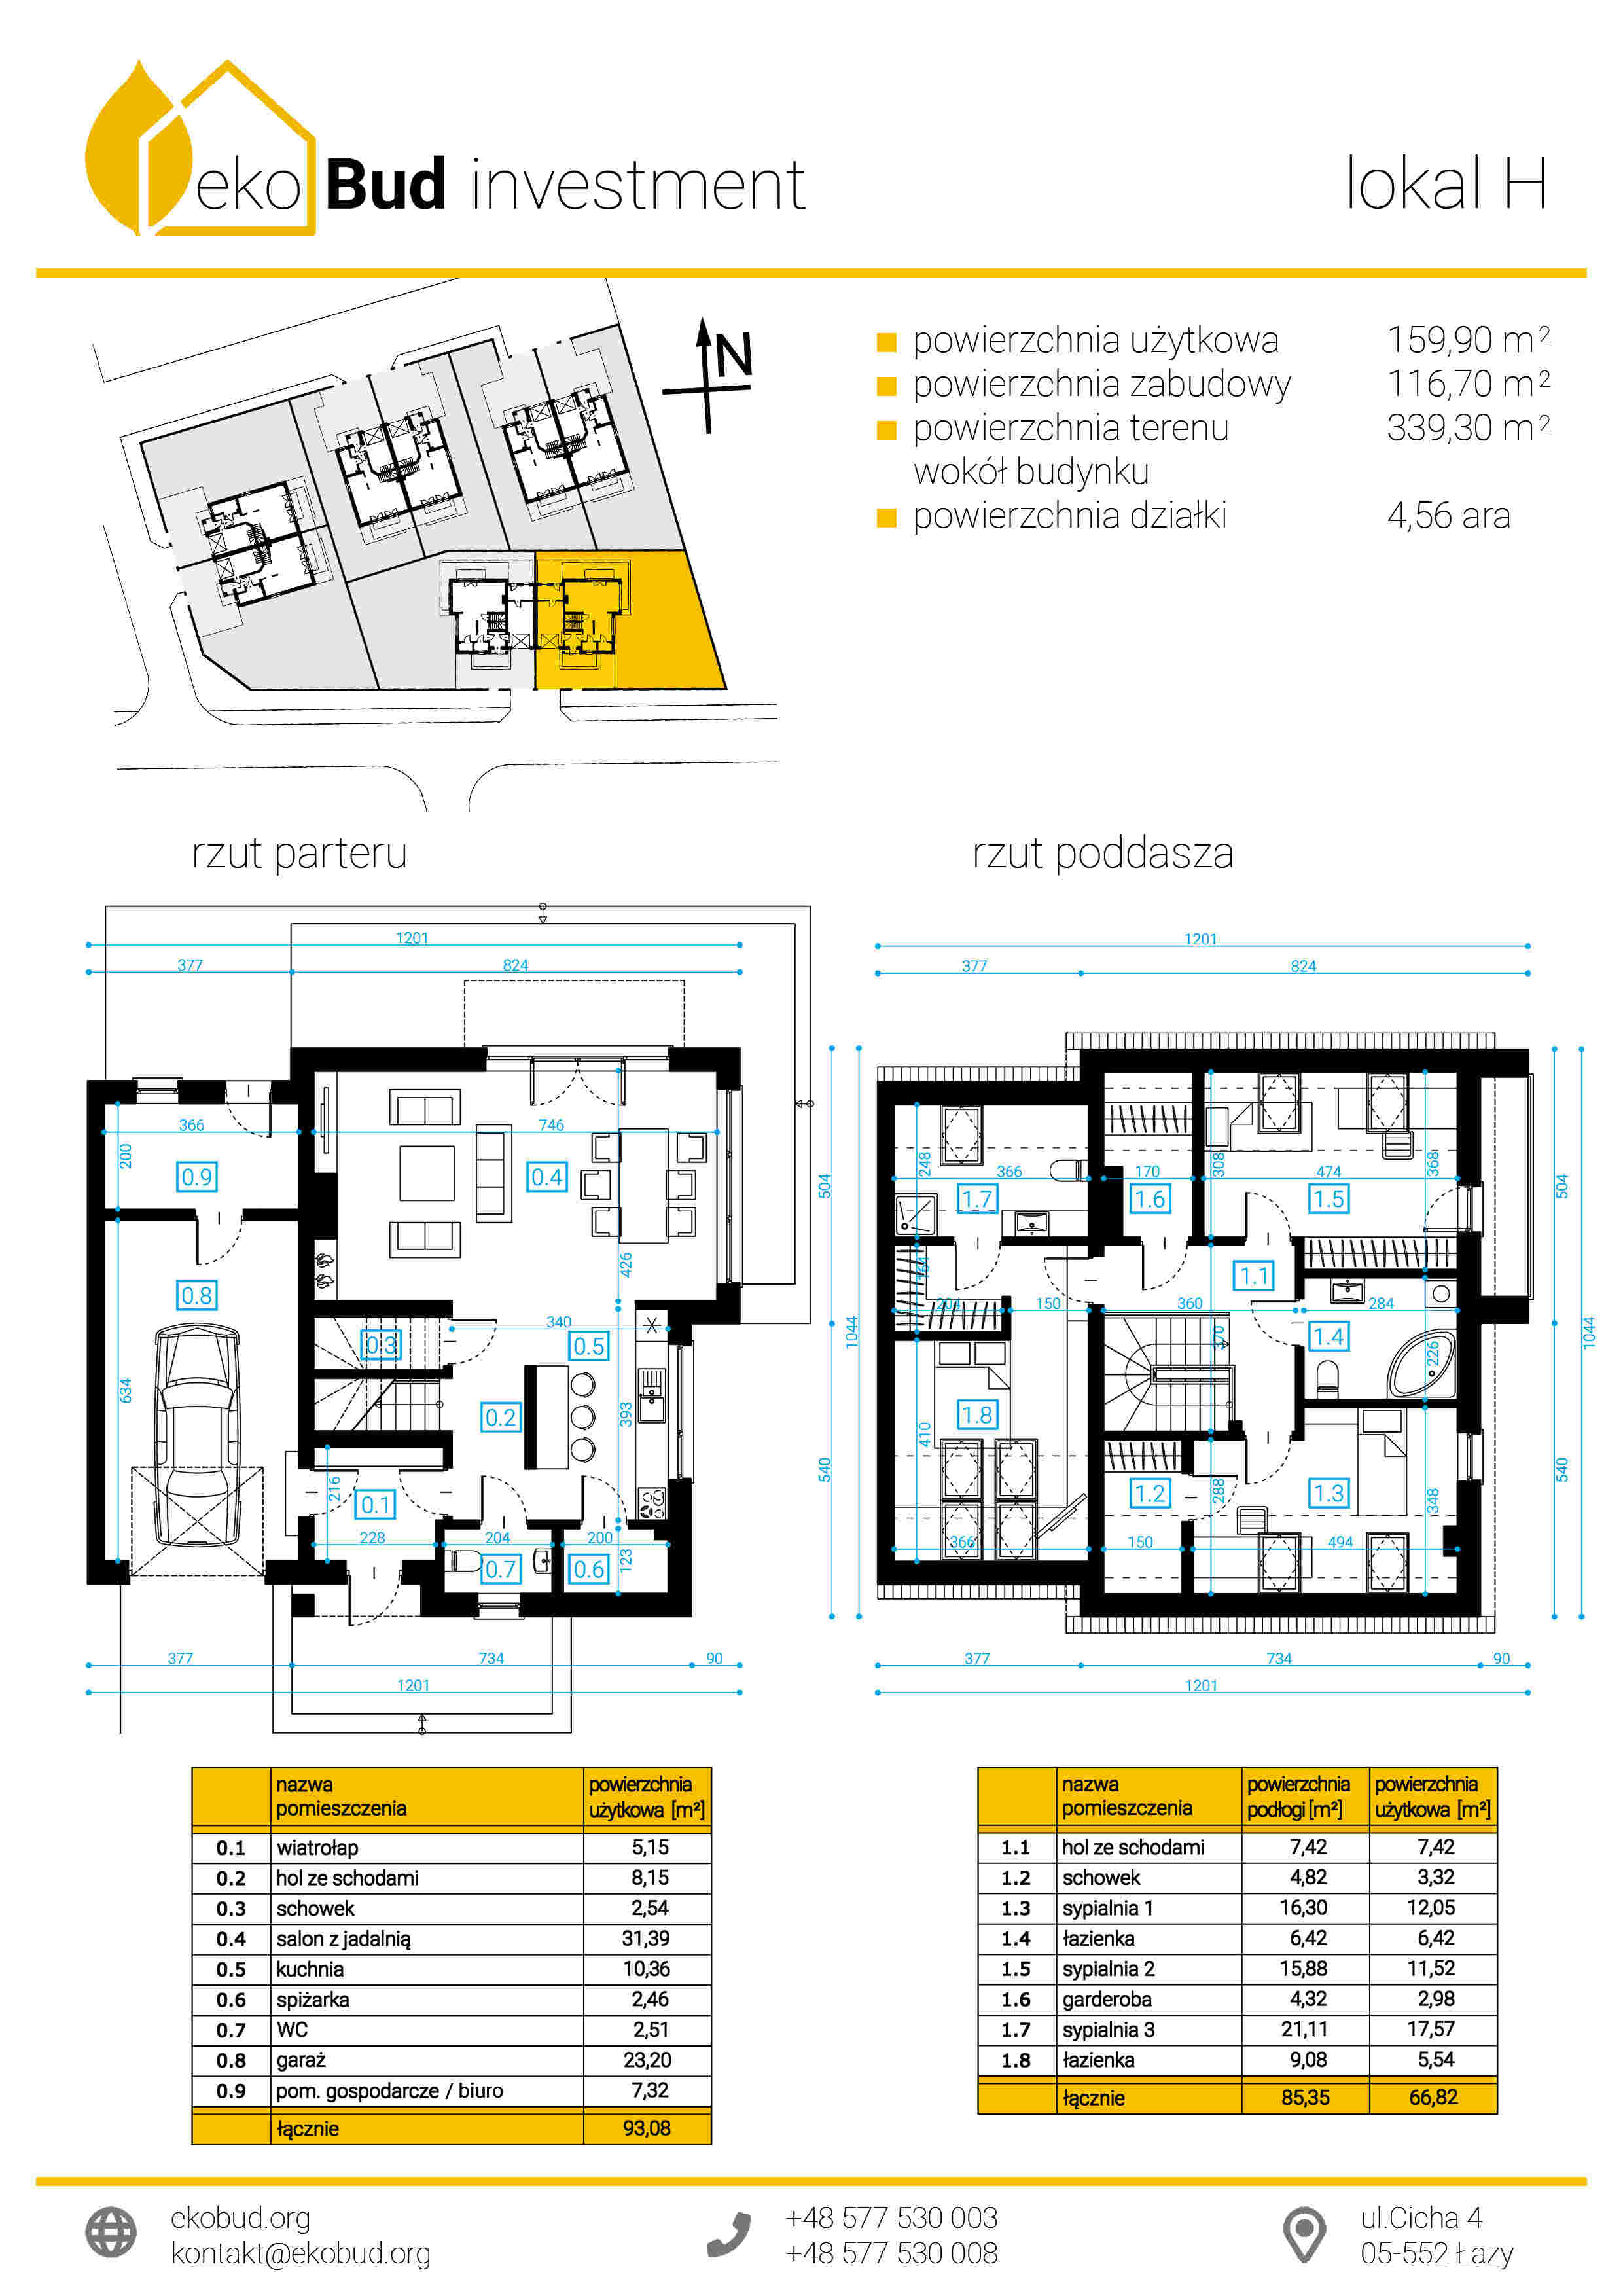 eko Bud investment
lokal H
N
powierzchnia użytkowa 159,90 m²
powierzchnia zabudowy 116,70 m²
powierzchnia terenu 339,30 m²
wokół budynku
powierzchnia działki 4,56 ara
rzut parteru
rzut poddasza
1201
377 824
366
200
0.9
746
0.4
426
504
0.8
634
340
0.3
0.5
0.2
393
1044
216
0.1
540
228
204
200
0.7
0.6
123
377 734 90
1201
1201
377 824
248
366
1.7
170
1.6
308
474
368
1.5
504
164
204
150
1.1
360
284
370
1.4
226
1044
1.8
410
1.2
288
1.3
348
540
366
150
494
377 734 90
1201
nazwa pomieszczenia powierzchnia użytkowa [m²]
0.1 wiatrołap 5,15
0.2 hol ze schodami 8,15
0.3 schowek 2,54
0.4 salon z jadalnią 31,39
0.5 kuchnia 10,36
0.6 spiżarka 2,46
0.7 WC 2,51
0.8 garaż 23,20
0.9 pom. gospodarcze / biuro 7,32
łącznie 93,08
nazwa pomieszczenia powierzchnia podłogi [m²] powierzchnia użytkowa [m²]
1.1 hol ze schodami 7,42 7,42
1.2 schowek 4,82 3,32
1.3 sypialnia 1 16,30 12,05
1.4 łazienka 6,42 6,42
1.5 sypialnia 2 15,88 11,52
1.6 garderoba 4,32 2,98
1.7 sypialnia 3 21,11 17,57
1.8 łazienka 9,08 5,54
łącznie 85,35 66,82
ekobud.org
kontakt@ekobud.org
+48 577 530 003
+48 577 530 008
ul.Cicha 4
05-552 Łazy